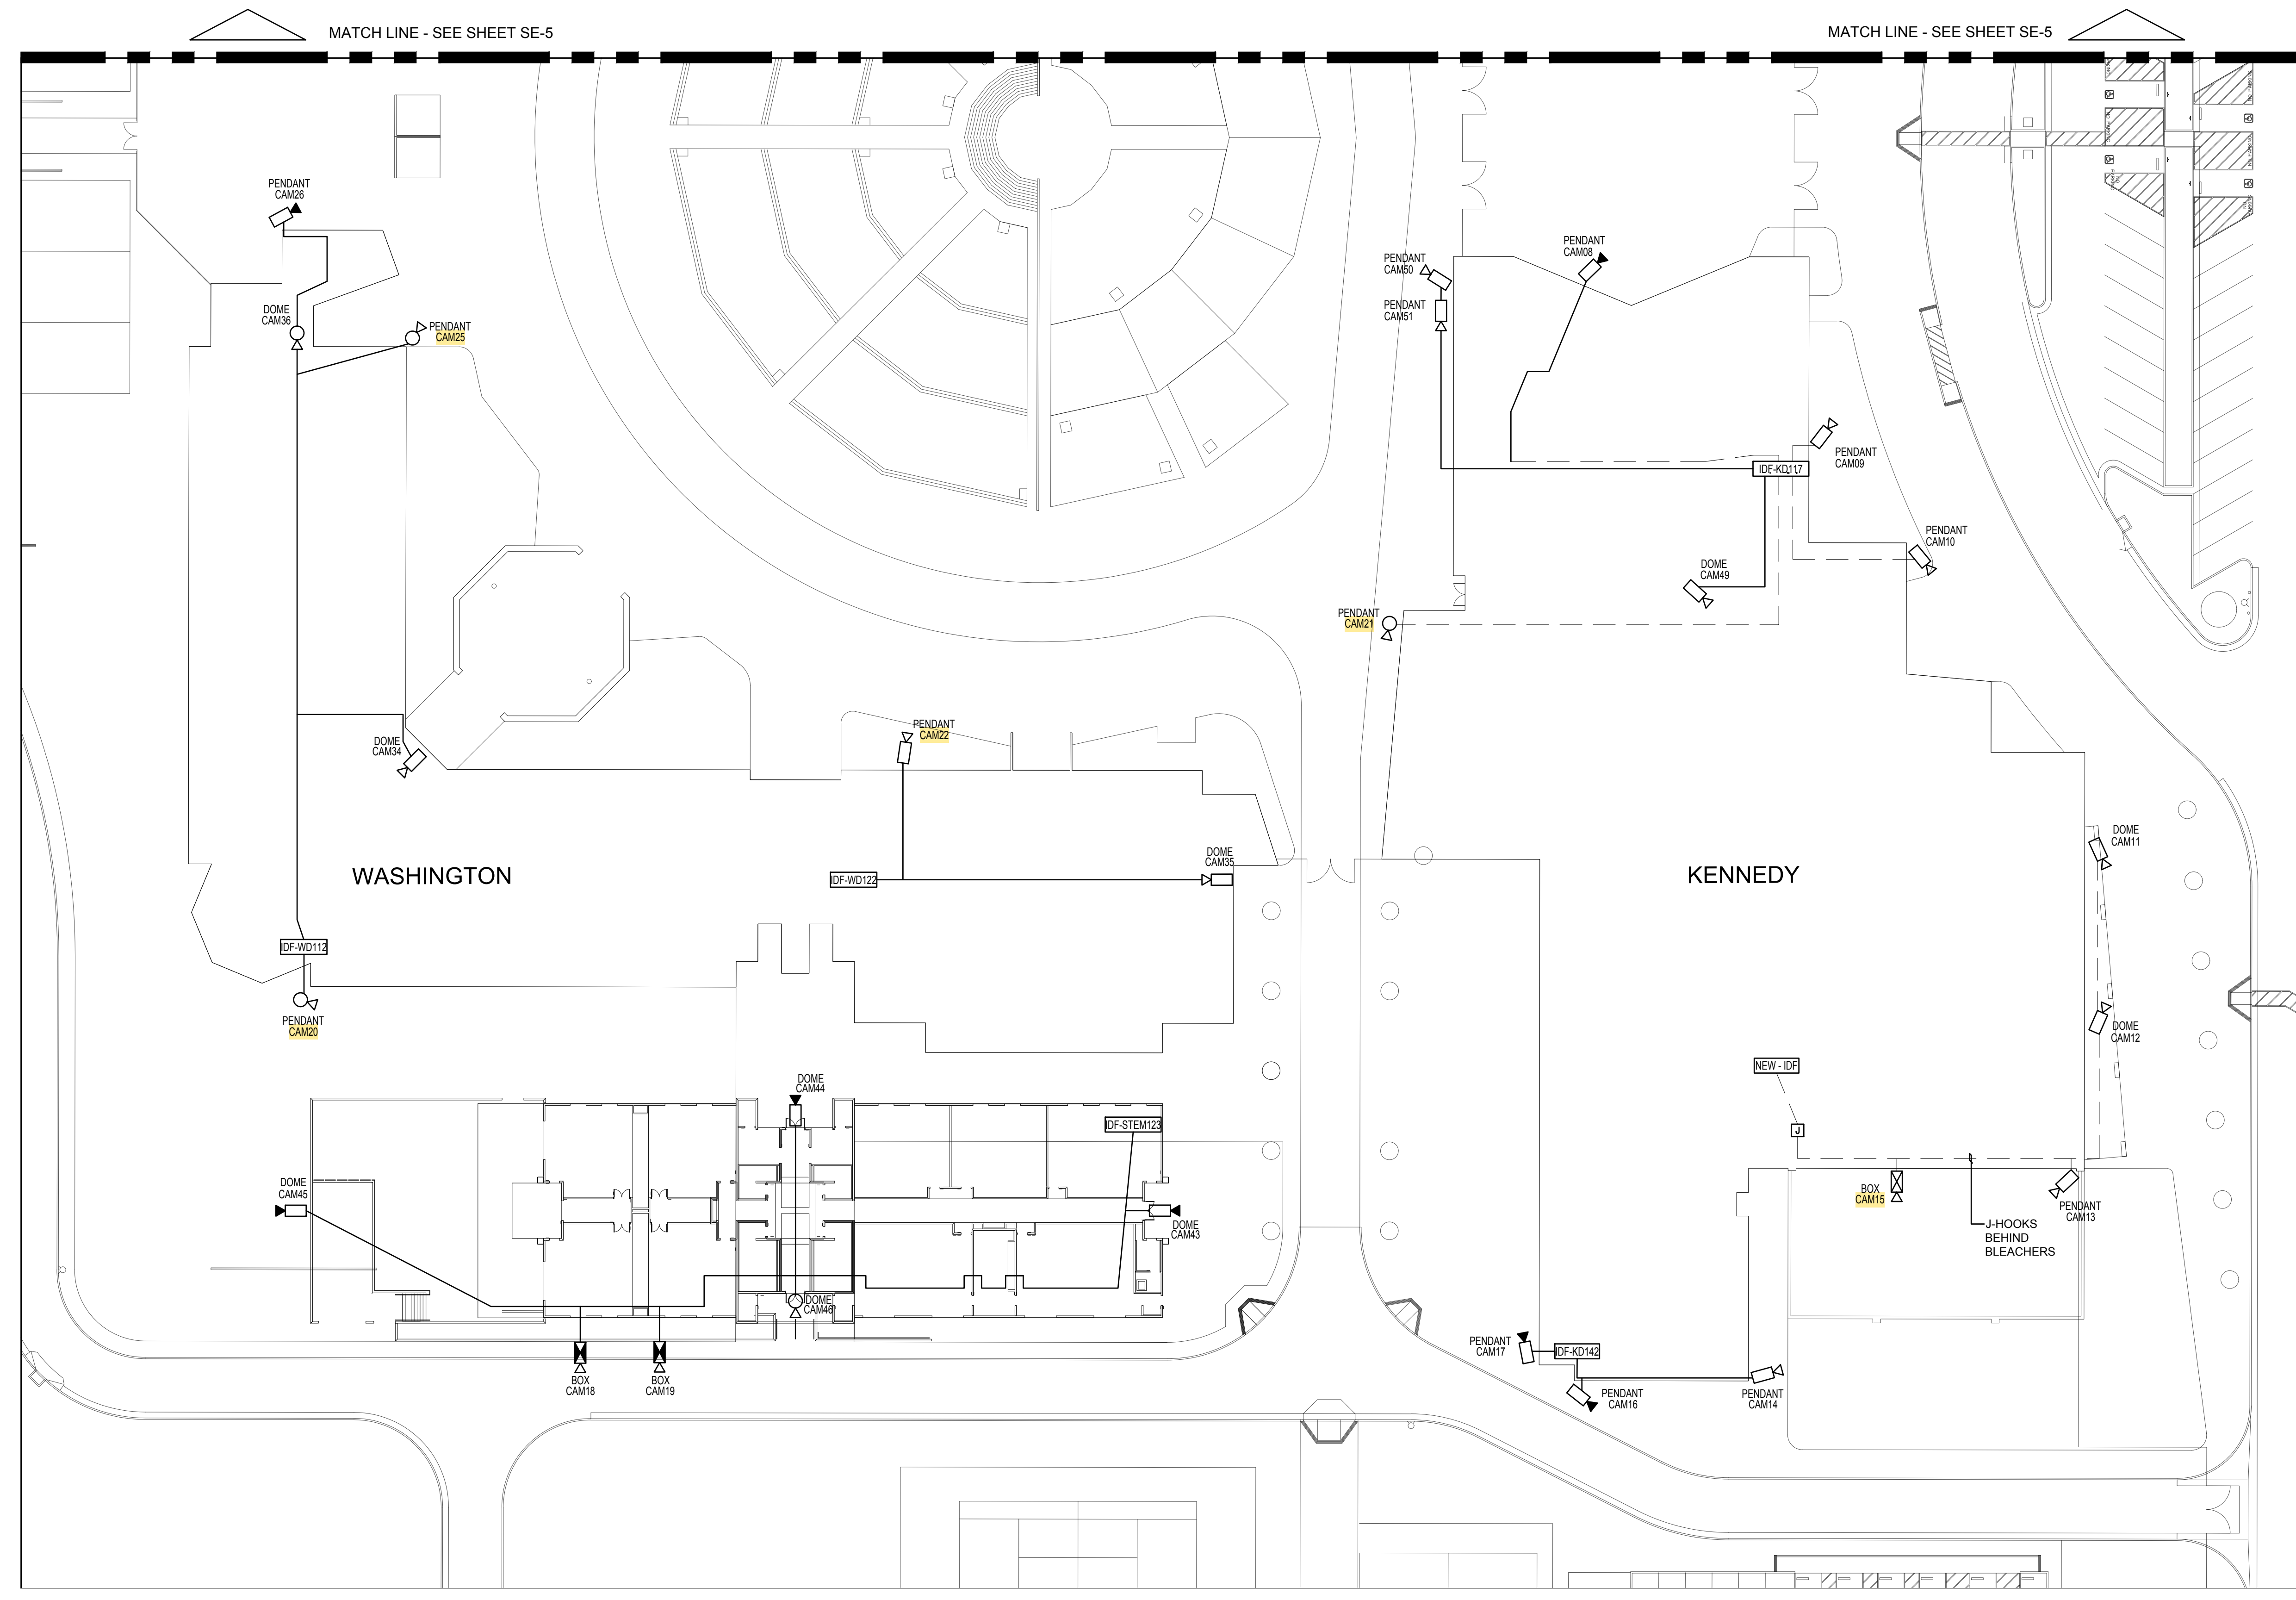 MATCH LINE - SEE SHEET SE-5
MATCH LINE - SEE SHEET SE-5
PENDANT
CAM26
DOME
CAM36
PENDANT
CAM25
PENDANT
CAM50
PENDANT
CAM51
PENDANT
CAM08
PENDANT
CAM09
IDF-KD117
PENDANT
CAM10
DOME
CAM49
PENDANT
CAM21
DOME
CAM34
PENDANT
CAM22
DOME
CAM35
IDF-WD122
WASHINGTON
KENNEDY
DOME
CAM11
IDF-WD112
PENDANT
CAM20
DOME
CAM12
NEW - IDF
J
DOME
CAM44
IDF-STEM123
DOME
CAM45
DOME
CAM43
BOX
CAM15
PENDANT
CAM13
J-HOOKS
BEHIND
BLEACHERS
DOME
CAM46
BOX
CAM18
BOX
CAM19
PENDANT
CAM17
IDF-KD142
PENDANT
CAM16
PENDANT
CAM14